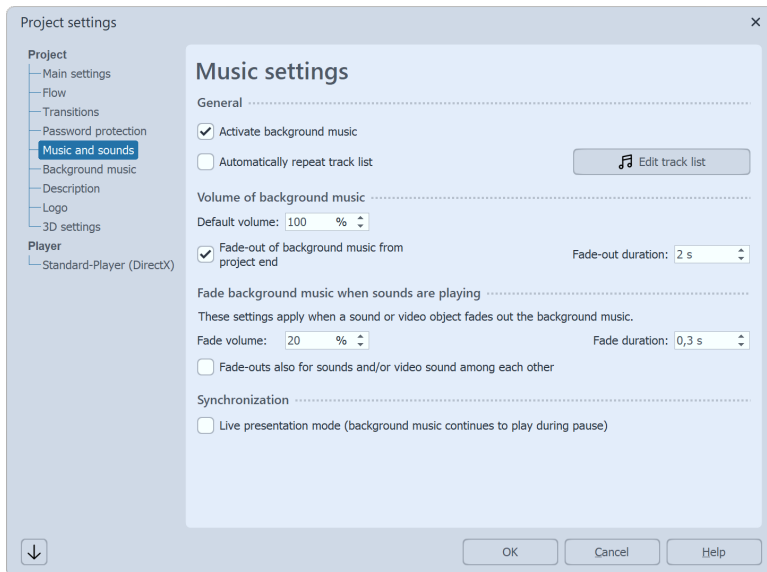 Project settings
Project
Main settings
Flow
Transitions
Password protection
Music and sounds
Background music
Description
Logo
3D settings
Player
Standard-Player (DirectX)
Music settings
General
Activate background music
Automatically repeat track list
Edit track list
Volume of background music
Default volume: 100 %
Fade-out of background music from
project end
Fade-out duration: 2 s
Fade background music when sounds are playing
These settings apply when a sound or video object fades out the background music.
Fade volume: 20 %
Fade duration: 0,3 s
Fade-outs also for sounds and/or video sound among each other
Synchronization
Live presentation mode (background music continues to play during pause)
OK
Cancel
Help